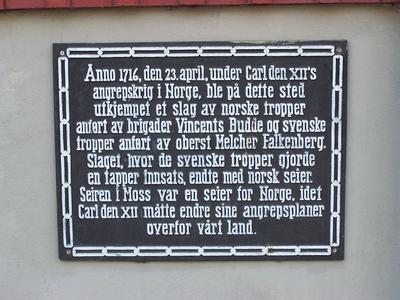 Anno 1716, den 23. april, under Carl den XII's
angrepskrig i Norge, ble på dette sted
utkjempet et slag av norske tropper
anført av brigader Vincents Budde og svenske
tropper anført av oberst Melcher Falkenberg.
Slaget, hvor de svenske tropper gjorde
en tapper innsats, endte med norsk seier.
Seiren i Moss var en seier for Norge, idet
Carl den XII måtte endre sine angrepsplaner
overfor vårt land.